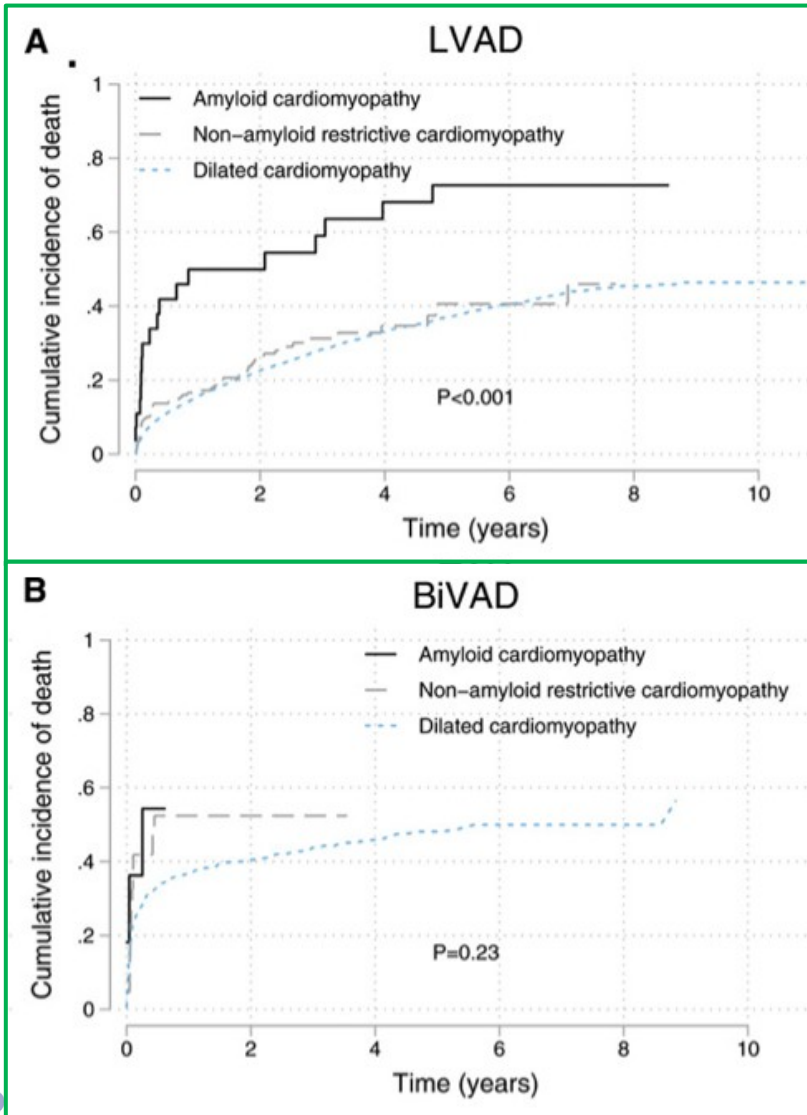 A
LVAD
Cumulative incidence of death
1
.8
.6
.4
.2
0
Amyloid cardiomyopathy
Non-amyloid restrictive cardiomyopathy
Dilated cardiomyopathy
P<0.001
0 2 4 6 8 10
Time (years)
B
BiVAD
Cumulative incidence of death
1
.8
.6
.4
.2
0
Amyloid cardiomyopathy
Non-amyloid restrictive cardiomyopathy
Dilated cardiomyopathy
P=0.23
0 2 4 6 8 10
Time (years)